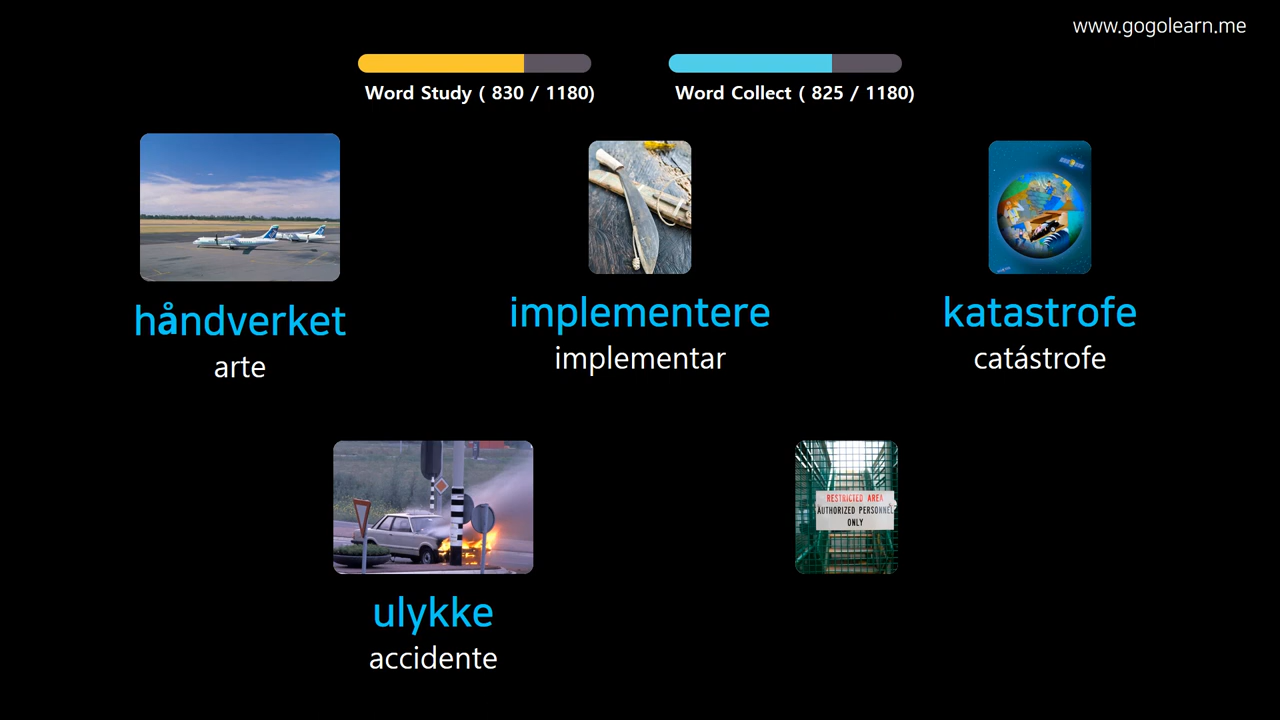 www.gogolearn.me
Word Study ( 830 / 1180)
Word Collect ( 825 / 1180)
håndverket
arte
implementere
implementar
katastrofe
catástrofe
RESTRICTED AREA
AUTHORIZED PERSONNEL
ONLY
ulykke
accidente